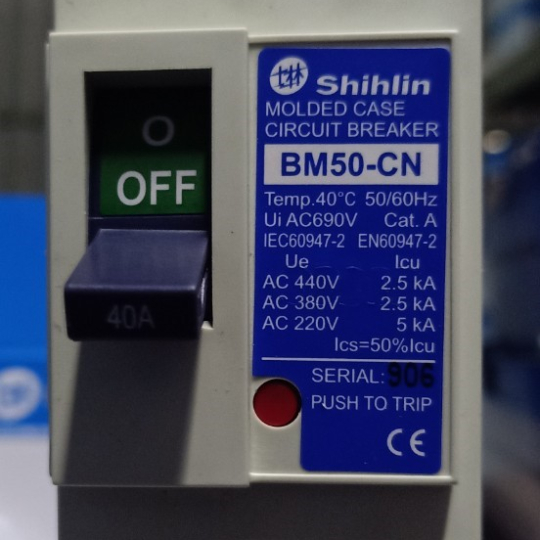 O
OFF
40A
Shihlin
MOLDED CASE
CIRCUIT BREAKER
BM50-CN
Temp.40°C 50/60Hz
Ui AC690V Cat. A
IEC60947-2 EN60947-2
Ue Icu
AC 440V 2.5 kA
AC 380V 2.5 kA
AC 220V 5 kA
Ics=50%Icu
SERIAL: 906
PUSH TO TRIP
CE